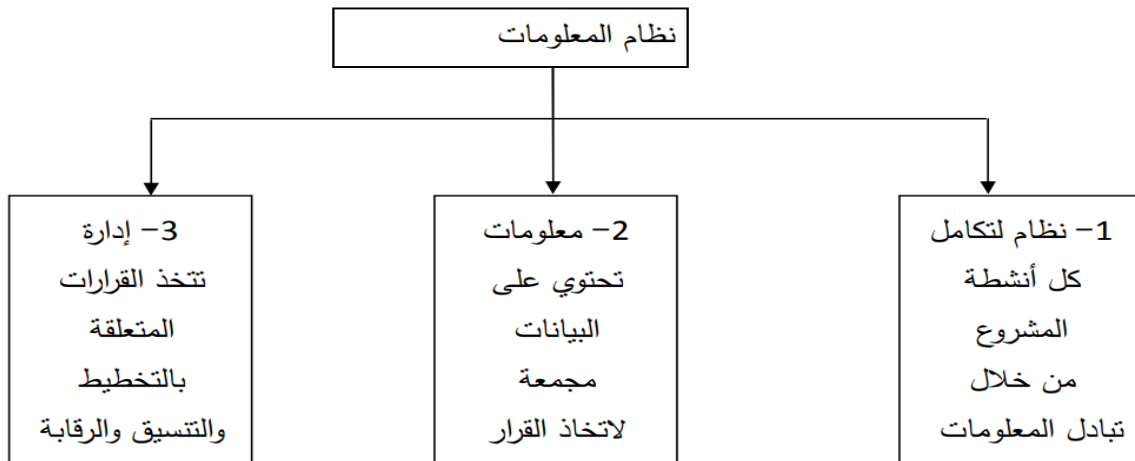 نظام المعلومات
1- نظام لتكامل
كل أنشطة
المشروع
من خلال
تبادل المعلومات
2- معلومات
تحتوي على
البيانات
مجمعة
لاتخاذ القرار
3- إدارة
تتخذ القرارات
المتعلقة
بالتخطيط
والتنسيق والرقابة